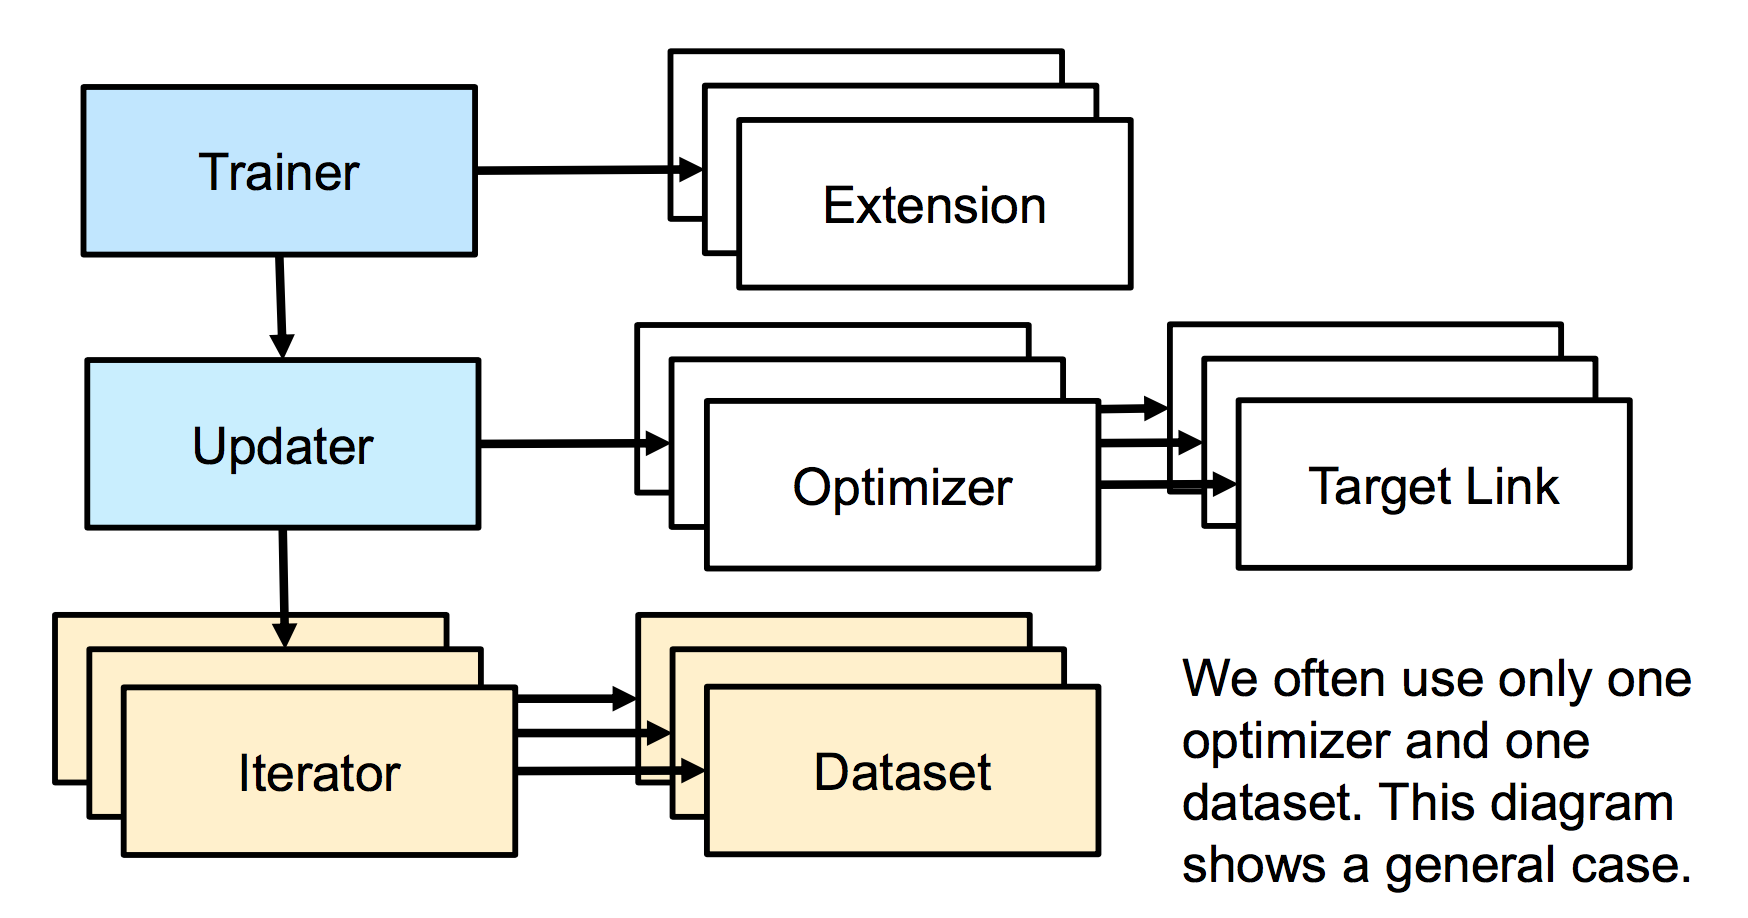 Trainer
Extension
Updater
Optimizer
Target Link
Iterator
Dataset
We often use only one
optimizer and one
dataset. This diagram
shows a general case.